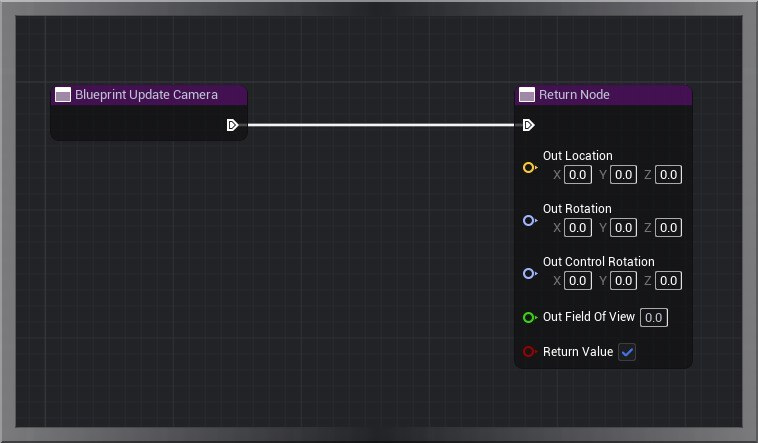 Blueprint Update Camera
Return Node
Out Location
X 0.0 Y 0.0 Z 0.0
Out Rotation
X 0.0 Y 0.0 Z 0.0
Out Control Rotation
X 0.0 Y 0.0 Z 0.0
Out Field Of View 0.0
Return Value